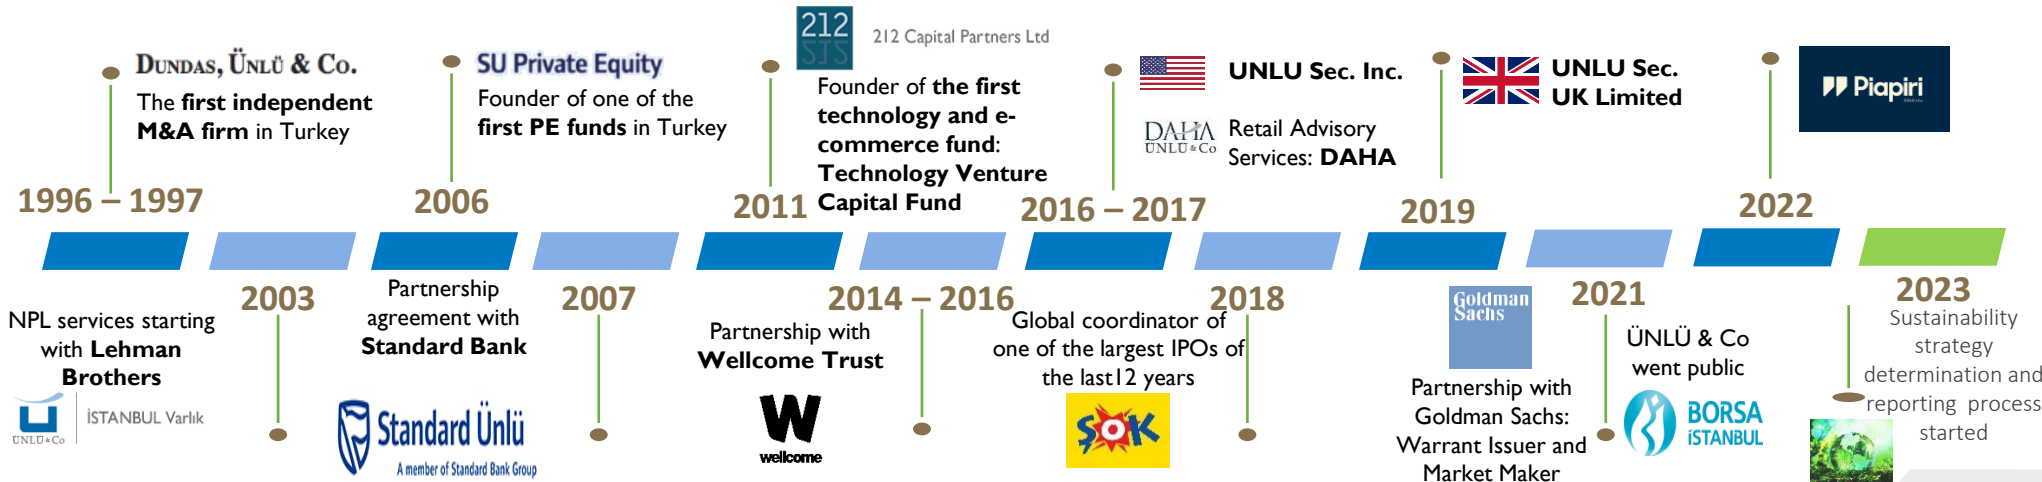 DUNDAS, ÜNLÜ & CO.
The first independent
M&A firm in Turkey
1996 – 1997
SU Private Equity
Founder of one of the
first PE funds in Turkey
2006
212
212 Capital Partners Ltd
Founder of the first
technology and e-
commerce fund:
Technology Venture
Capital Fund
2011
UNLU Sec. Inc.
DAHA
ÜNLÜ & Co
Retail Advisory
Services: DAHA
2016 – 2017
UNLU Sec.
UK Limited
2019
Piapiri
2022
NPL services starting
with Lehman
Brothers
ÜNLÜ & Co
İSTANBUL Varlık
2003
Partnership
agreement with
Standard Bank
Standard Ünlü
A member of Standard Bank Group
2007
Partnership with
Wellcome Trust
W
wellcome
2014 – 2016
Global coordinator of
one of the largest IPOs of
the last12 years
ŞOK
2018
Goldman
Sachs
Partnership with
Goldman Sachs:
Warrant Issuer and
Market Maker
2021
ÜNLÜ & Co
went public
BORSA
İSTANBUL
2023
Sustainability
strategy
determination and
reporting process
started